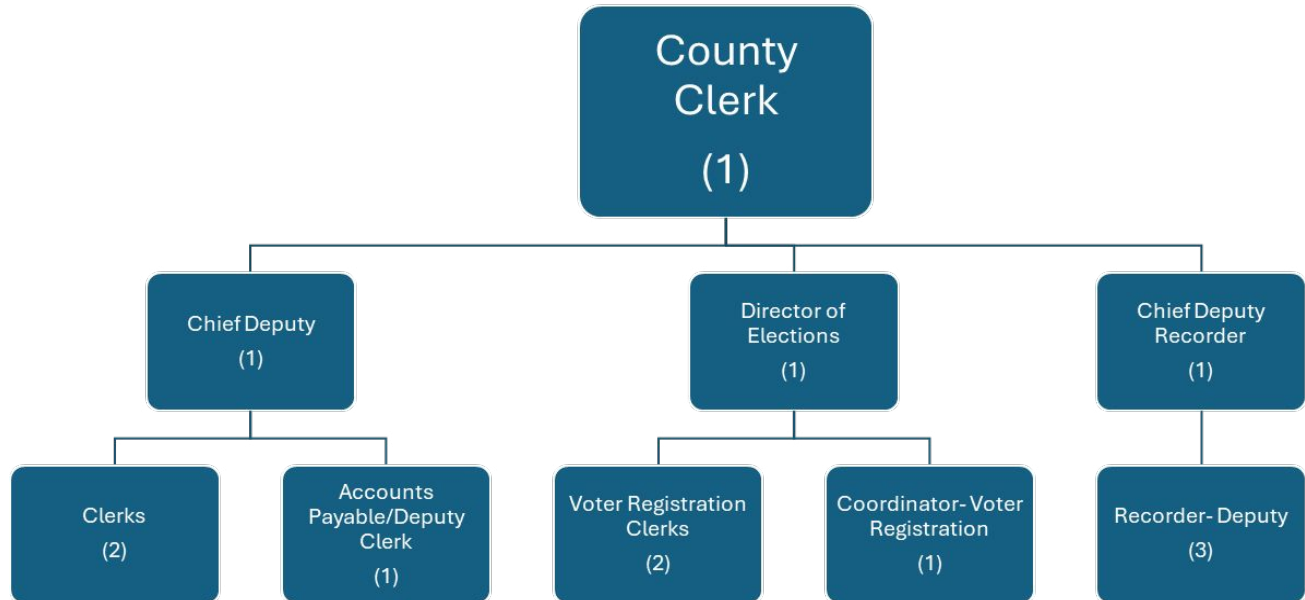 County
Clerk
(1)
Chief Deputy
(1)
Director of
Elections
(1)
Chief Deputy
Recorder
(1)
Clerks
(2)
Accounts
Payable/Deputy
Clerk
(1)
Voter Registration
Clerks
(2)
Coordinator- Voter
Registration
(1)
Recorder- Deputy
(3)